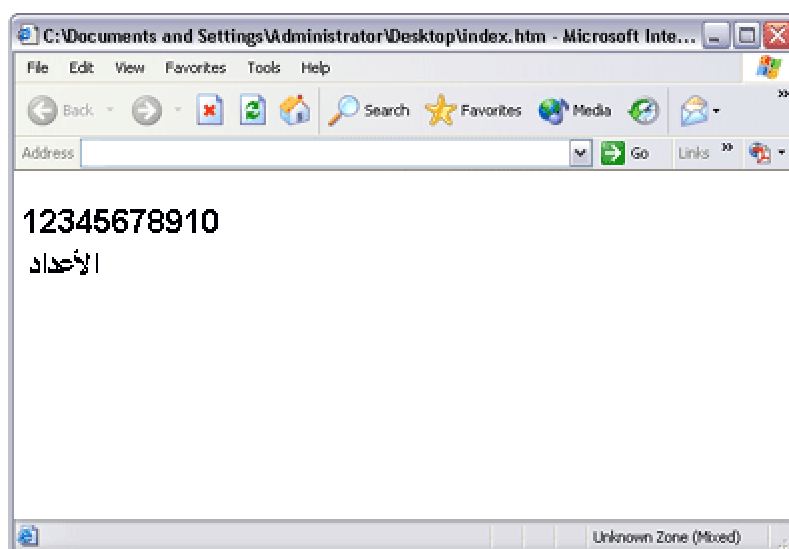 C:\Documents and Settings\Administrator\Desktop\index.htm - Microsoft Inte...
File Edit View Favorites Tools Help
Back Search Favorites Media »
Address Go Links »
12345678910
الأعداد
Unknown Zone (Mixed)